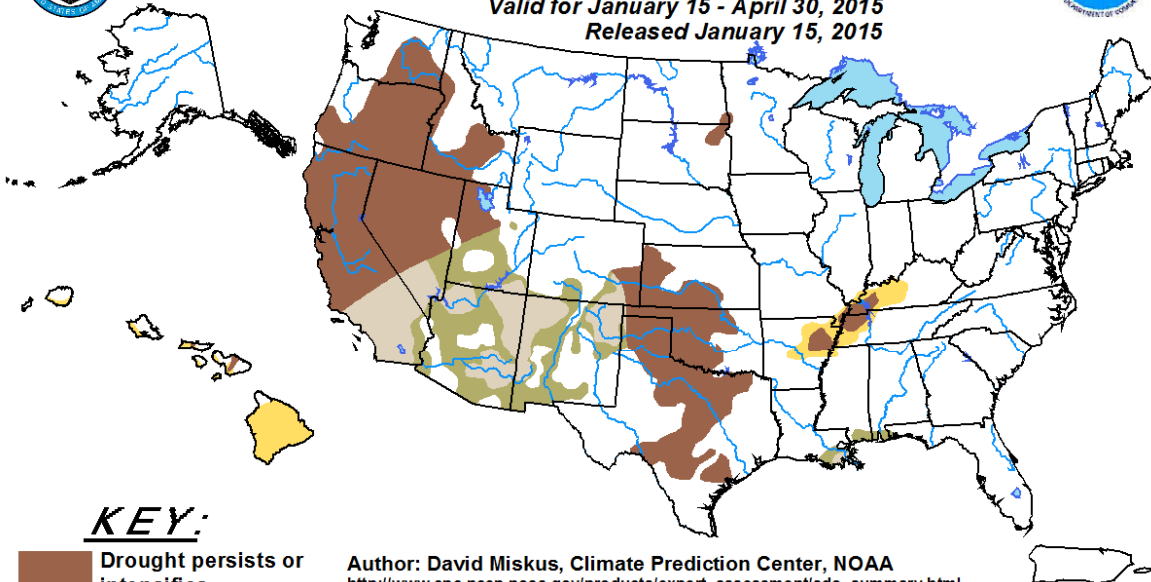 Valid for January 15 - April 30, 2015
Released January 15, 2015
KEY:
Drought persists or
Author: David Miskus, Climate Prediction Center, NOAA